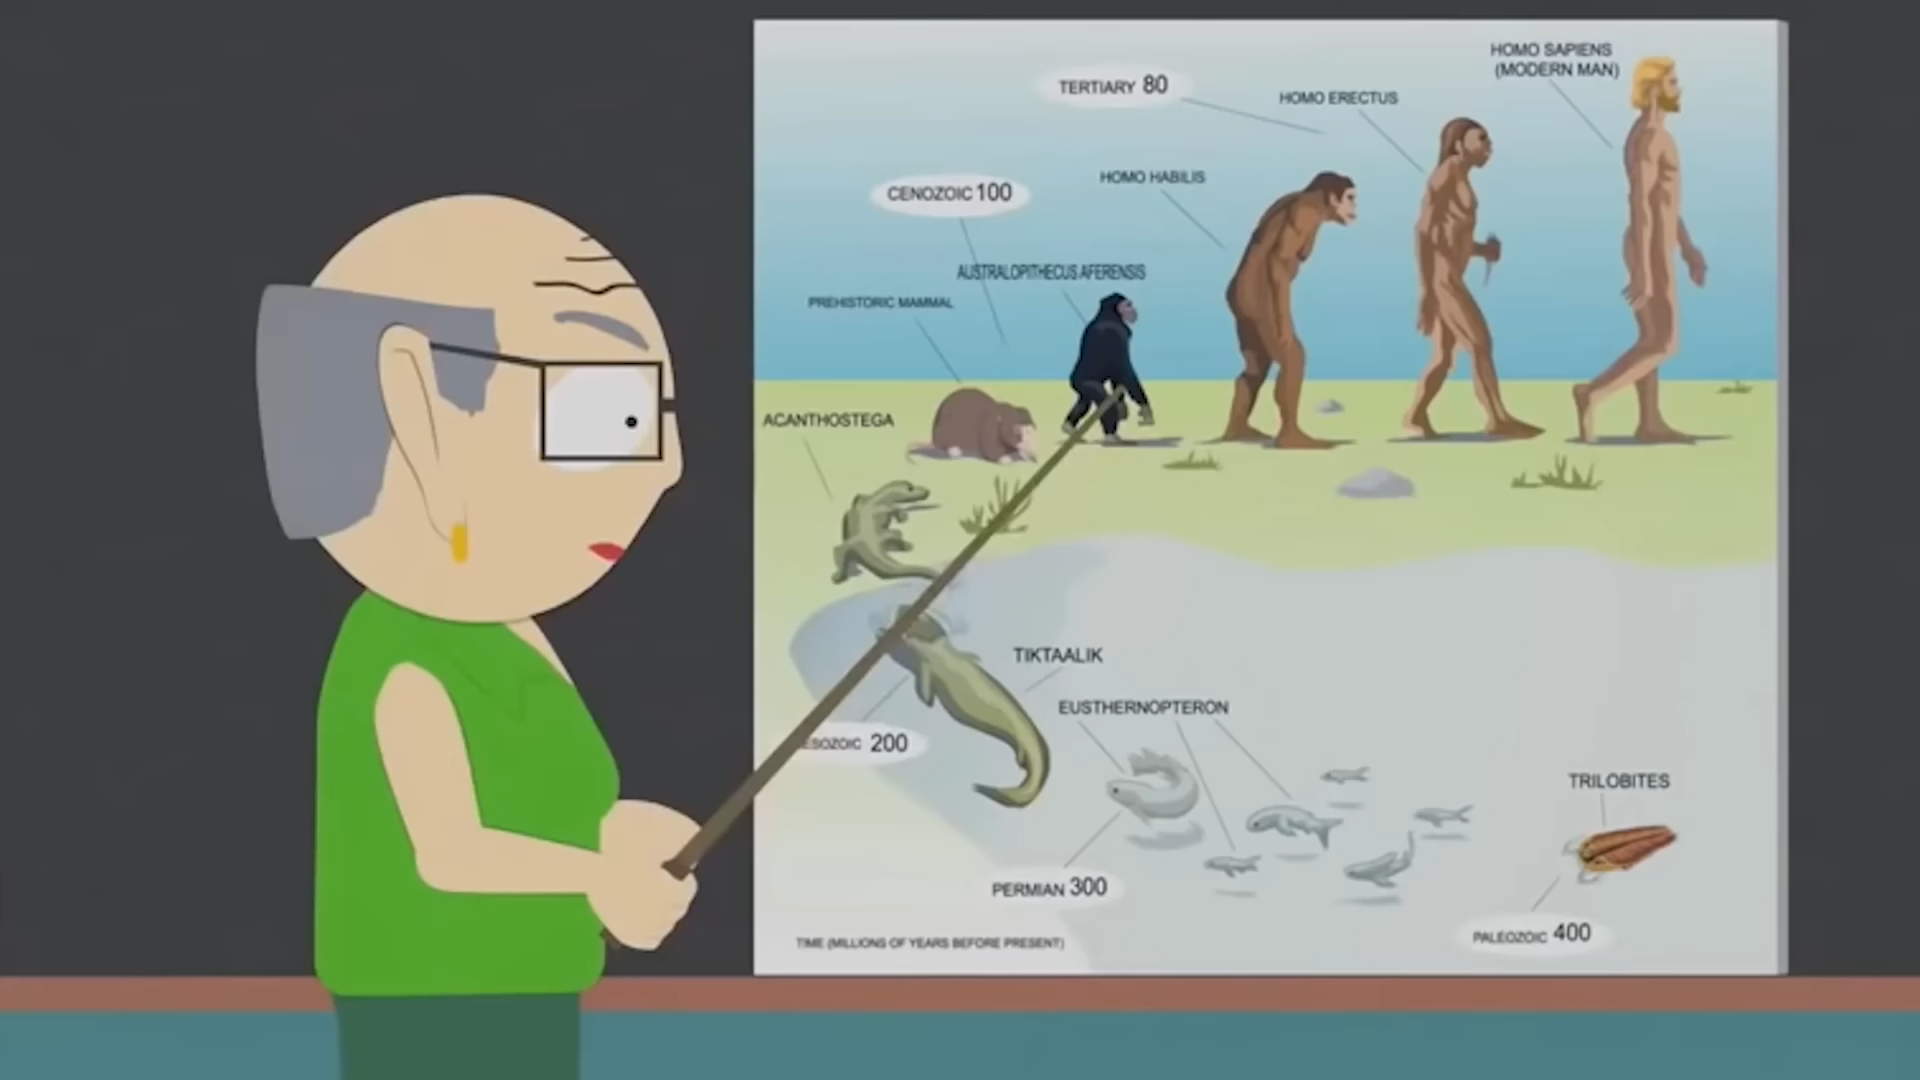 HOMO SAPIENS
(MODERN MAN)
TERTIARY 80
HOMO ERECTUS
HOMO HABILIS
CENOZOIC 100
AUSTRALOPITHECUS AFERENSIS
PREHISTORIC MAMMAL
ACANTHOSTEGA
TIKTAALIK
EUSTHERNOPTERON
ESOZOIC 200
TRILOBITES
PERMIAN 300
PALEOZOIC 400
TIME (MILLIONS OF YEARS BEFORE PRESENT)